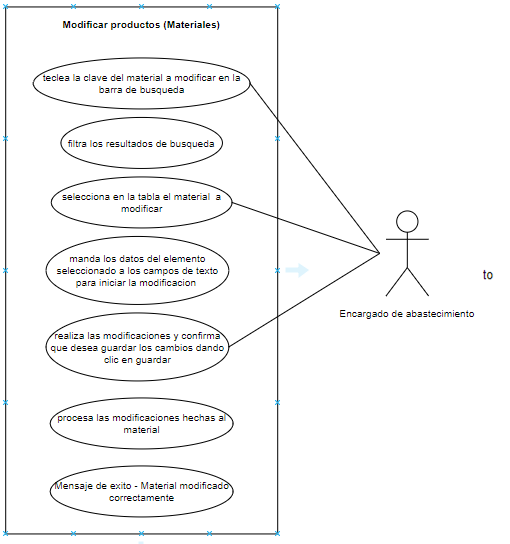 Modificar productos (Materiales)
teclea la clave del material a modificar en la
barra de busqueda
filtra los resultados de busqueda
selecciona en la tabla el material a
modificar
manda los datos del elemento
seleccionado a los campos de texto
para iniciar la modificacion
realiza las modificaciones y confirma
que desea guardar los cambios dando
clic en guardar
procesa las modificaciones hechas al
material
Mensaje de exito - Material modificado
correctamente
Encargado de abastecimiento
to